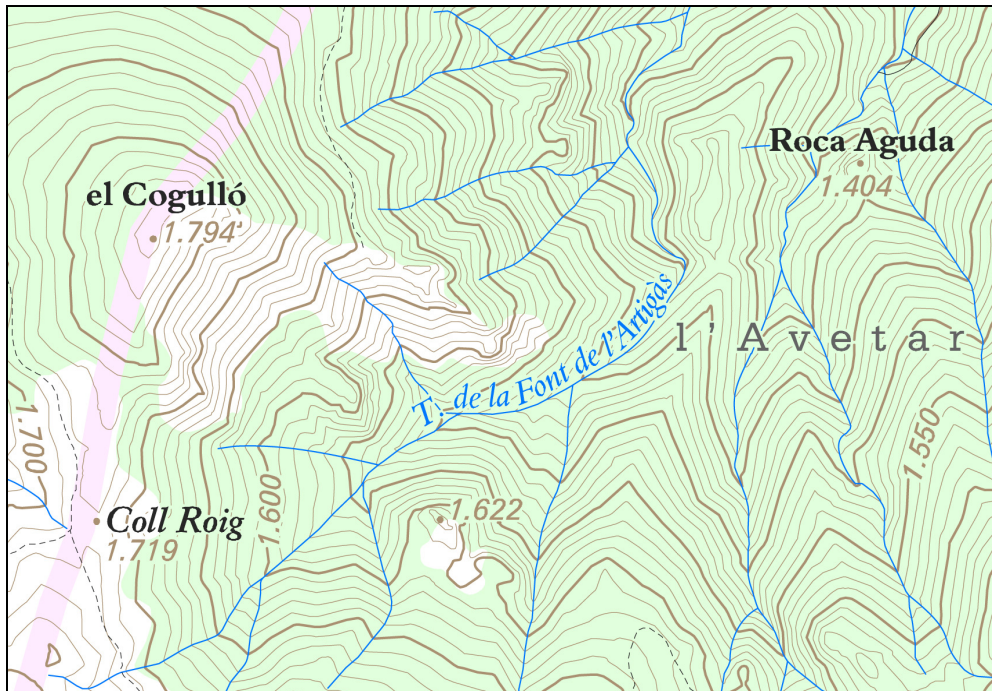 Roca Aguda
1.404
el Cogulló
1.794
T. de la Font de l'Artigàs
l'Avetar
1.700
1.550
1.600
1.622
Coll Roig
1.719